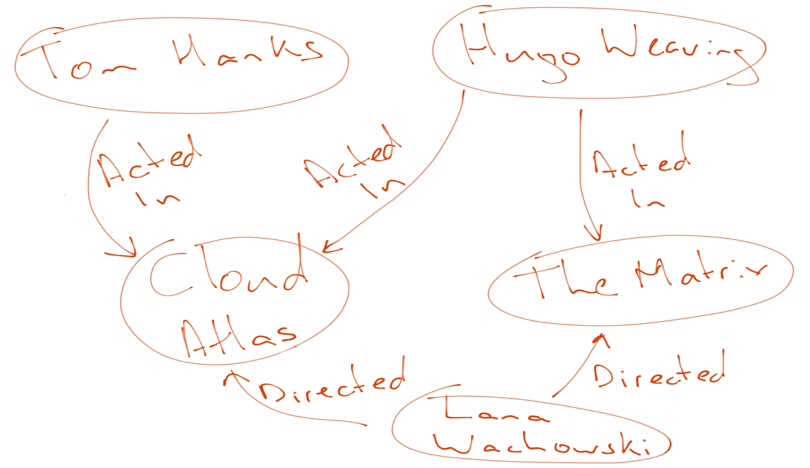 Tom Hanks
Hugo Weaving
Acted
In
Acted
In
Acted
In
Cloud
Atlas
The Matrix
Directed
Directed
Lana
Wachowski